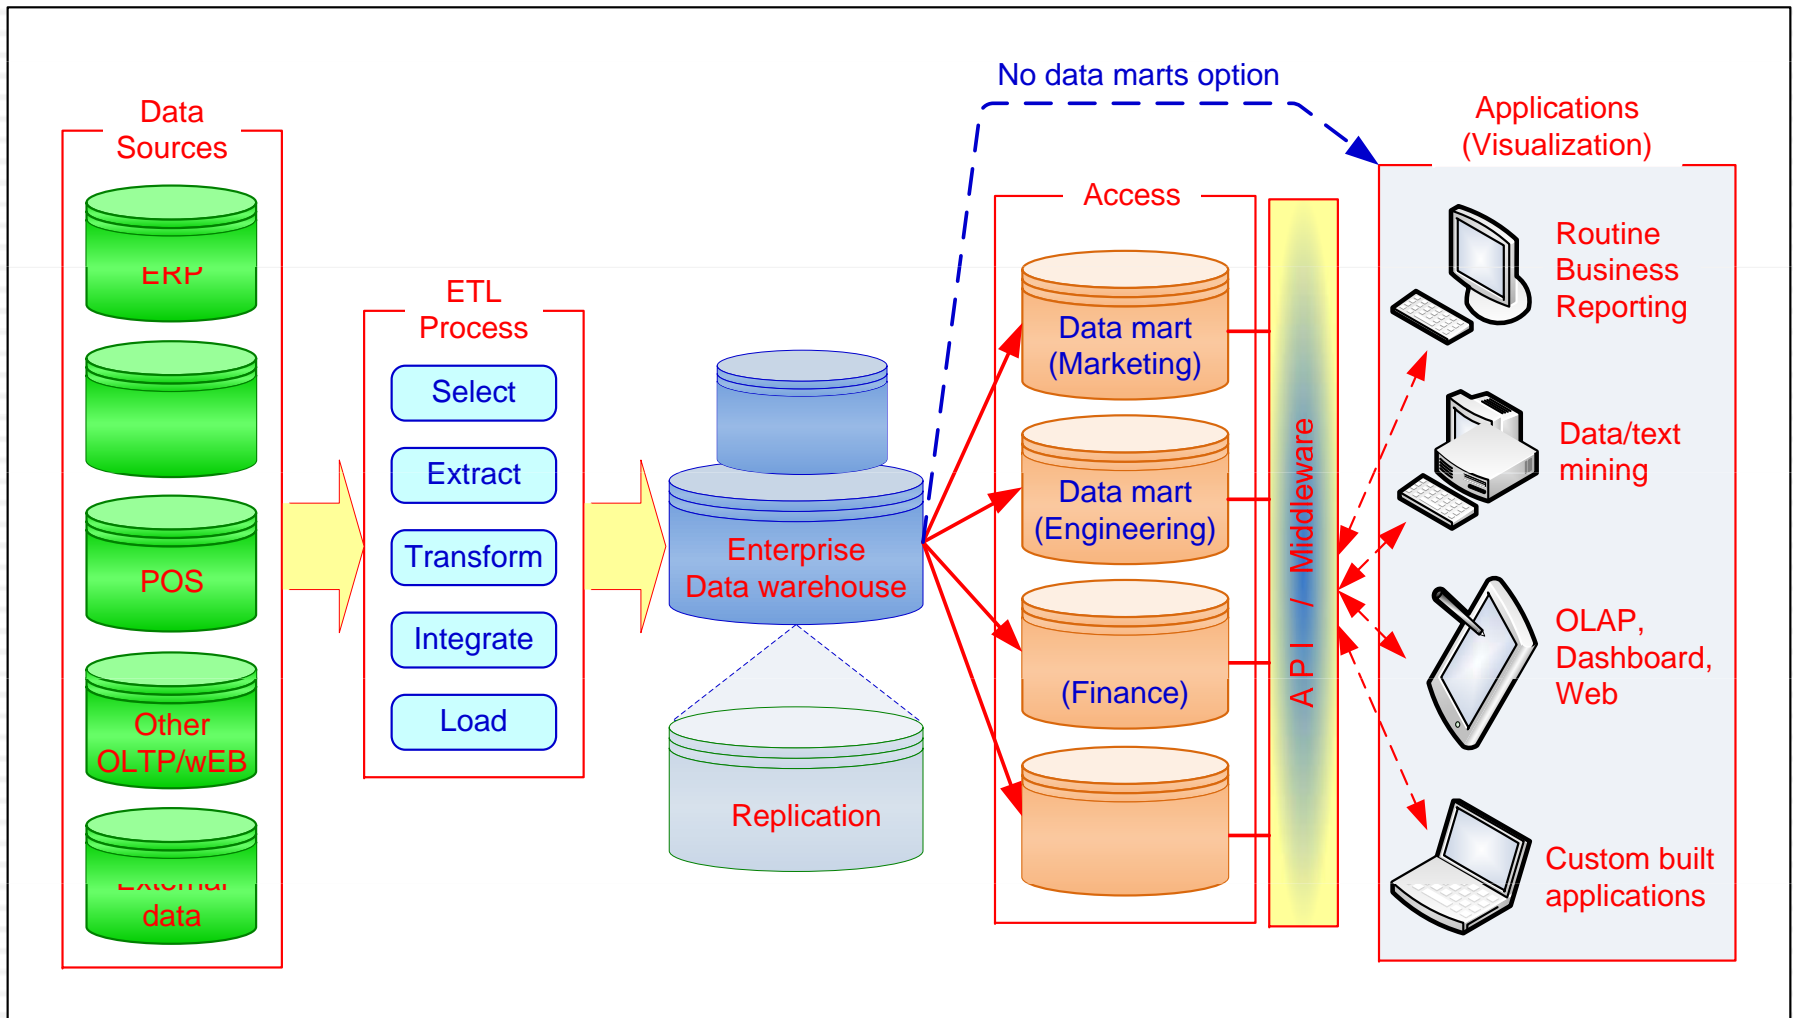 No data marts option
Data
Sources
ERP
POS
Other
OLTP/wEB
External
data
ETL
Process
Select
Extract
Transform
Integrate
Load
Enterprise
Data warehouse
Replication
Access
Data mart
(Marketing)
Data mart
(Engineering)
(Finance)
API / Middleware
Applications
(Visualization)
Routine
Business
Reporting
Data/text
mining
OLAP,
Dashboard,
Web
Custom built
applications